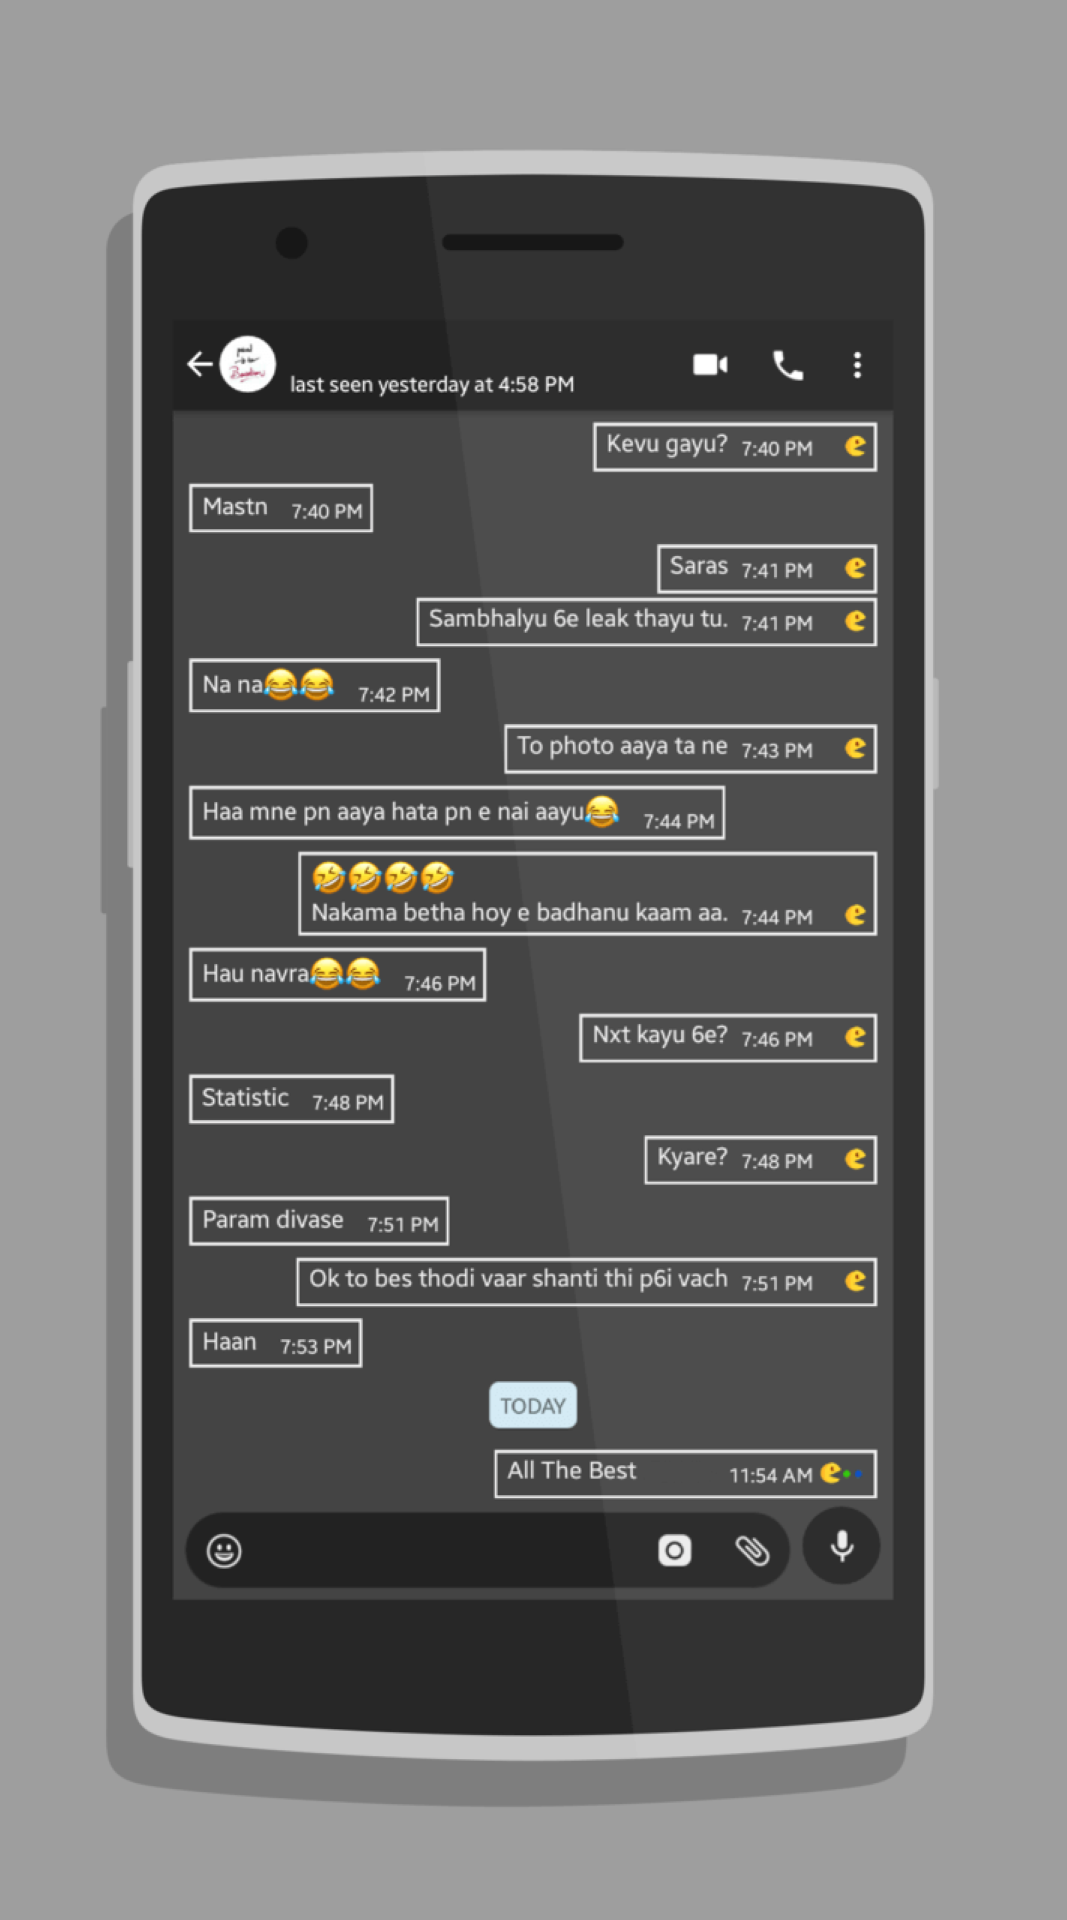 last seen yesterday at 4:58 PM
Kevu gayu? 7:40 PM
Mastn 7:40 PM
Saras 7:41 PM
Sambhalyu 6e leak thayu tu. 7:41 PM
Na na😂😂 7:42 PM
To photo aaya ta ne 7:43 PM
Haa mne pn aaya hata pn e nai aayu😂 7:44 PM
🤣🤣🤣🤣
Nakama betha hoy e badhanu kaam aa. 7:44 PM
Hau navra😂😂 7:46 PM
Nxt kayu 6e? 7:46 PM
Statistic 7:48 PM
Kyare? 7:48 PM
Param divase 7:51 PM
Ok to bes thodi vaar shanti thi p6i vach 7:51 PM
Haan 7:53 PM
TODAY
All The Best 11:54 AM